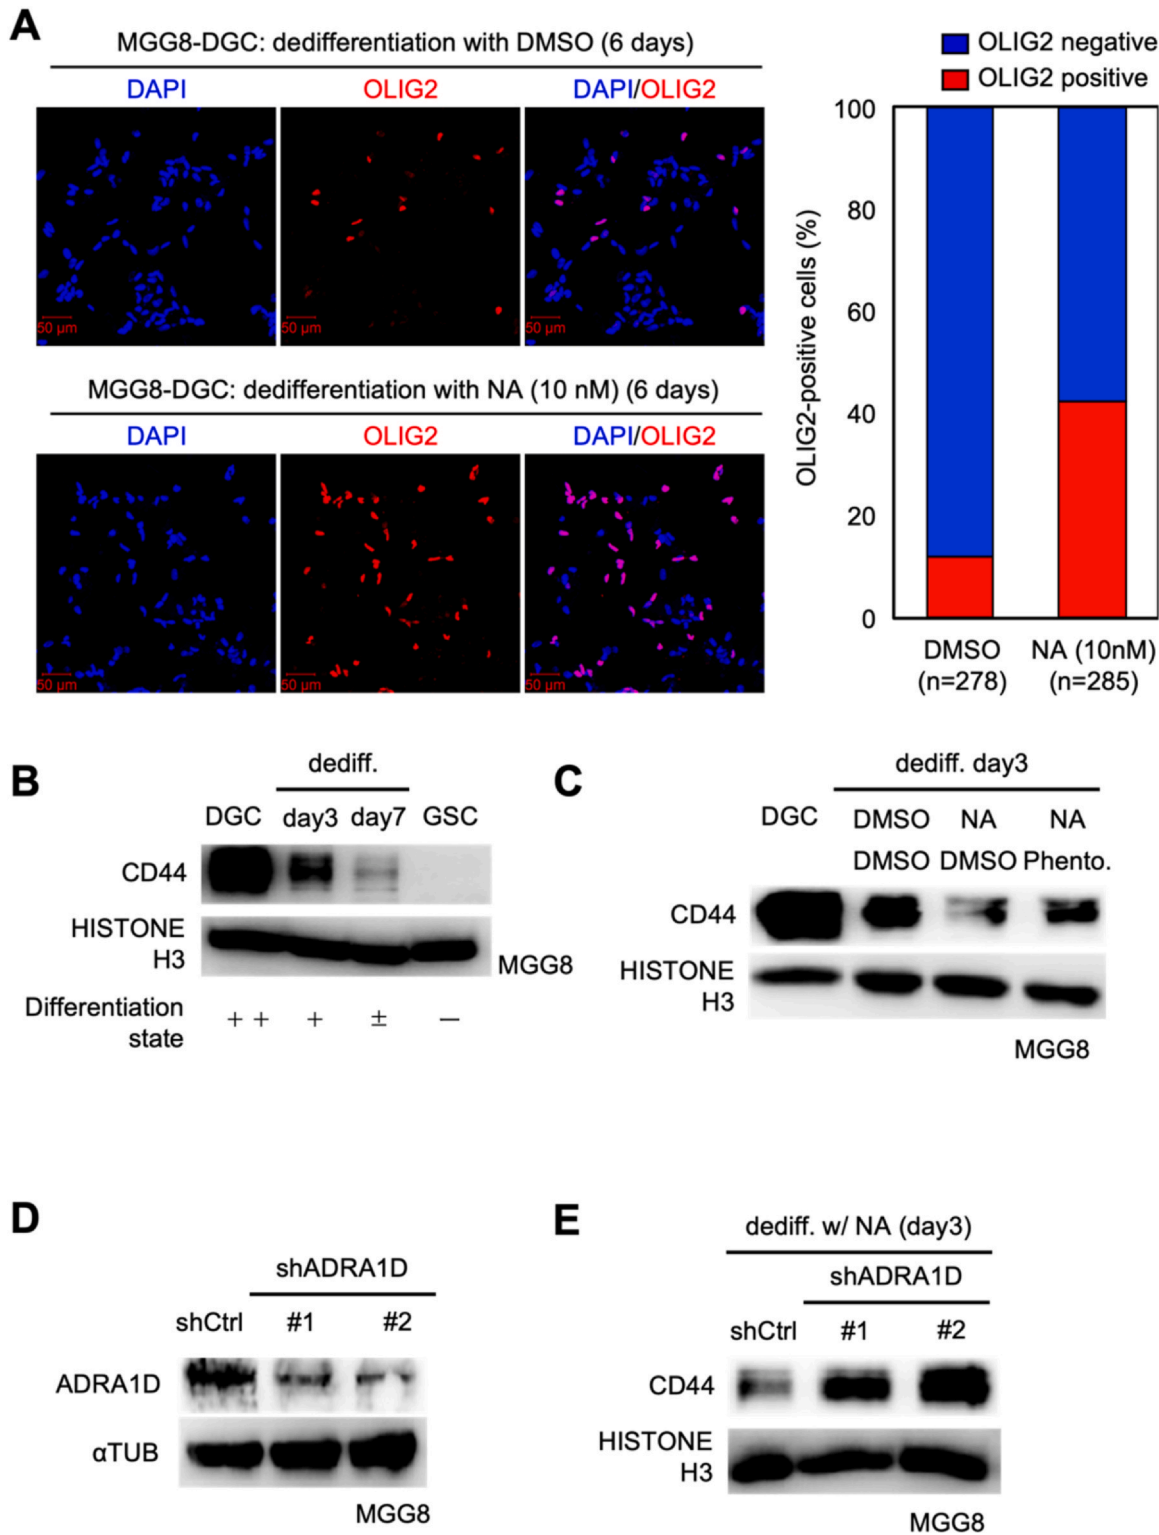 A
MGG8-DGC: dedifferentiation with DMSO (6 days)
DAPI
OLIG2
DAPI/OLIG2
50 µm
50 µm
50 µm
MGG8-DGC: dedifferentiation with NA (10 nM) (6 days)
DAPI
OLIG2
DAPI/OLIG2
50 µm
50 µm
50 µm
OLIG2 negative
OLIG2 positive
OLIG2-positive cells (%)
100
80
60
40
20
0
DMSO
(n=278)
NA (10nM)
(n=285)
B
dediff.
DGC day3 day7 GSC
CD44
HISTONE
H3
MGG8
Differentiation
state
+ + + ± −
C
dediff. day3
DGC DMSO NA NA
DMSO DMSO Phento.
CD44
HISTONE
H3
MGG8
D
shADRA1D
shCtrl #1 #2
ADRA1D
αTUB
MGG8
E
dediff. w/ NA (day3)
shADRA1D
shCtrl #1 #2
CD44
HISTONE
H3
MGG8